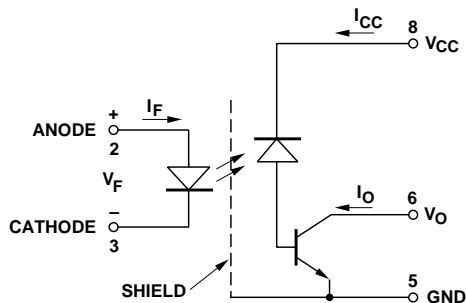 ICC
8
VCC
+
IF
ANODE
2
VF
IO
6
VO
–
CATHODE
3
5
SHIELD
GND